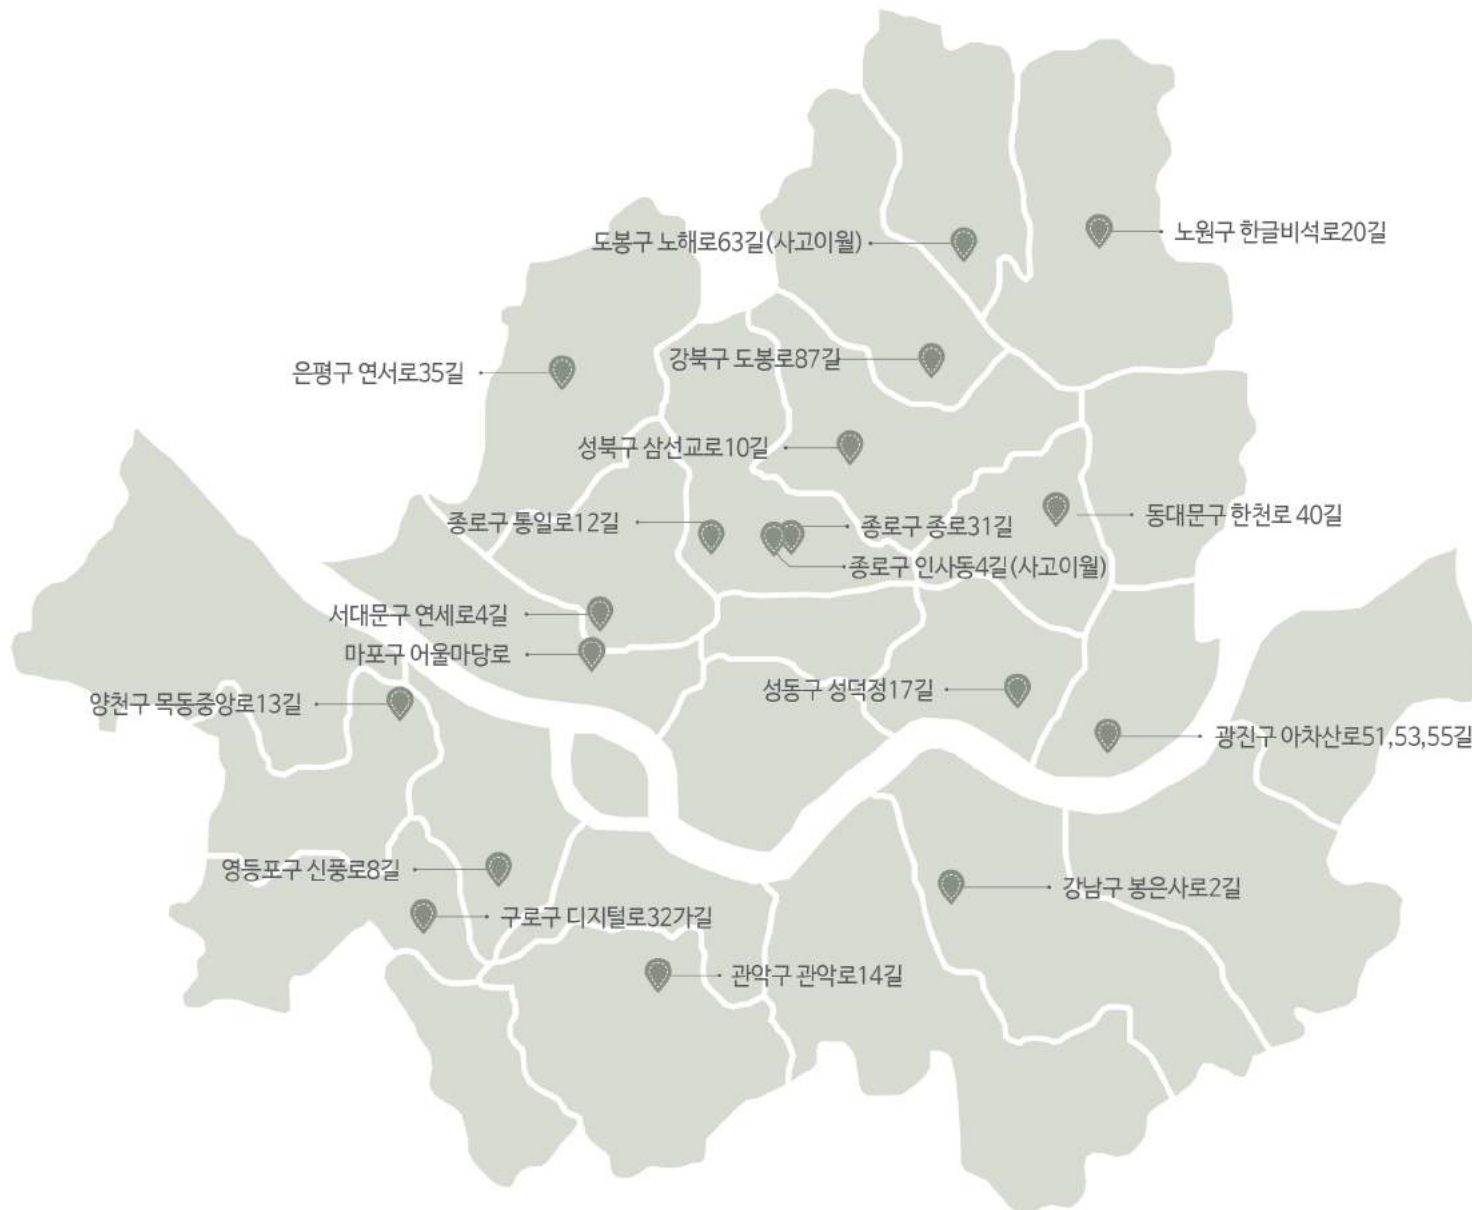 도봉구 노해로63길(사고이월)
노원구 한글비석로20길
은평구 연서로35길
강북구 도봉로87길
성북구 삼선교로10길
종로구 통일로12길
종로구 종로31길
동대문구 한천로 40길
종로구 인사동4길(사고이월)
서대문구 연세로4길
마포구 어울마당로
양천구 목동중앙로13길
성동구 성덕정17길
광진구 아차산로51,53,55길
영등포구 신풍로8길
강남구 봉은사로2길
구로구 디지털로32가길
관악구 관악로14길